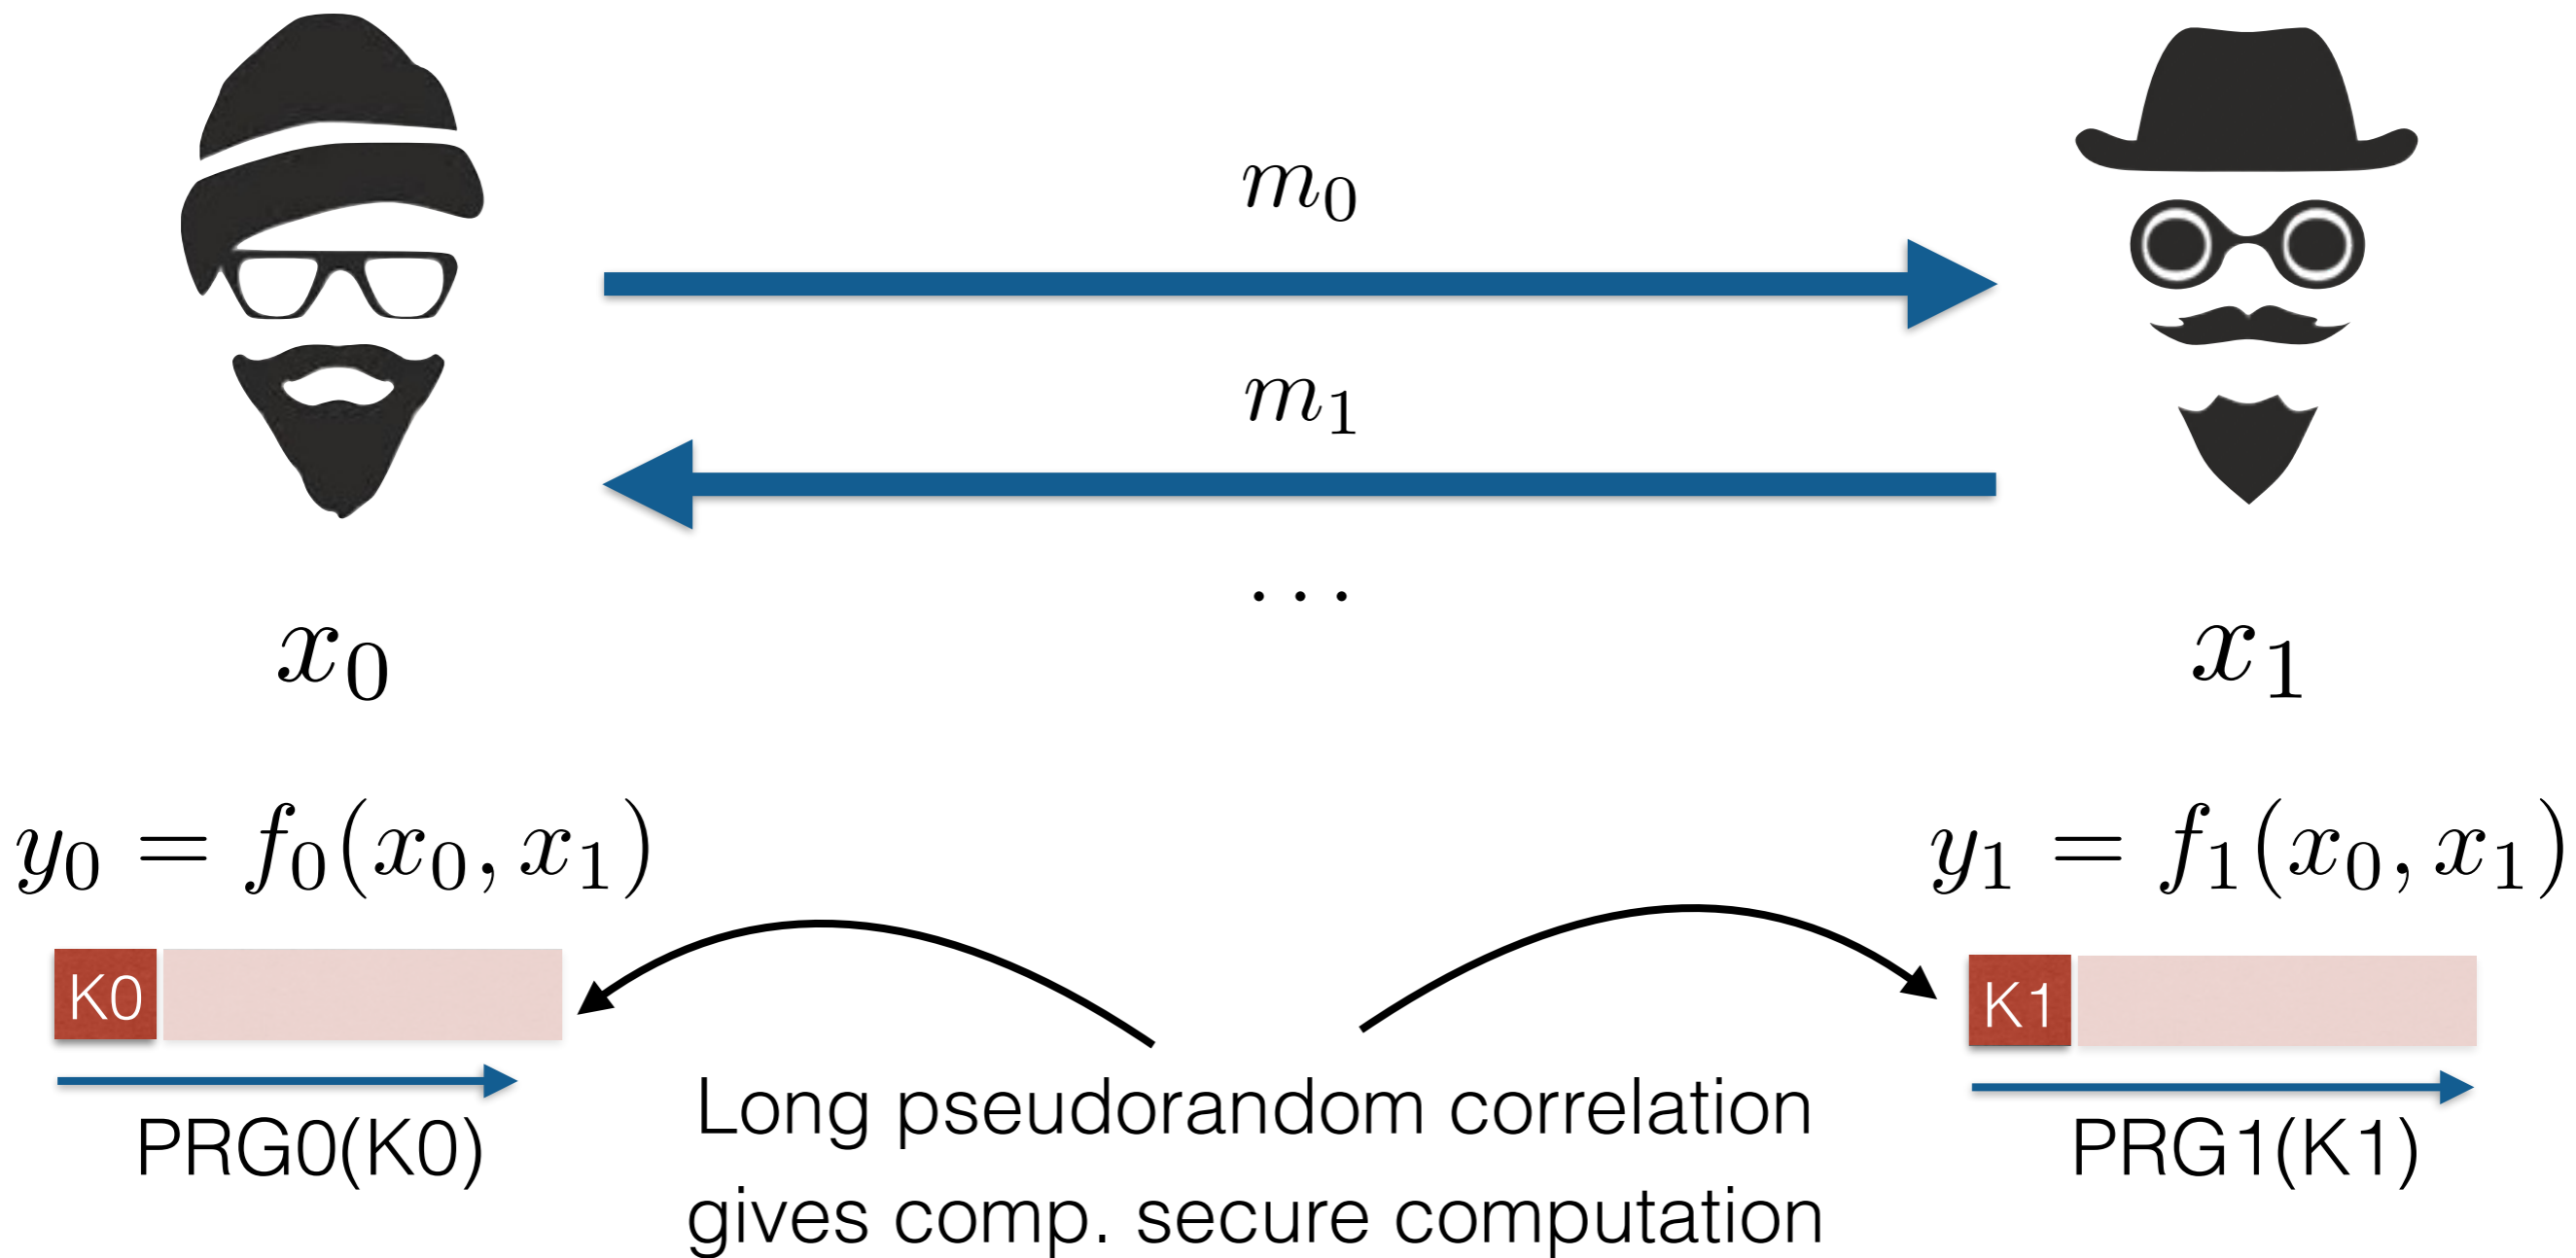 m₀
m₁
...
x₀
x₁
y₀ = f₀(x₀, x₁)
y₁ = f₁(x₀, x₁)
K0
K1
PRG0(K0)
PRG1(K1)
Long pseudorandom correlation
gives comp. secure computation